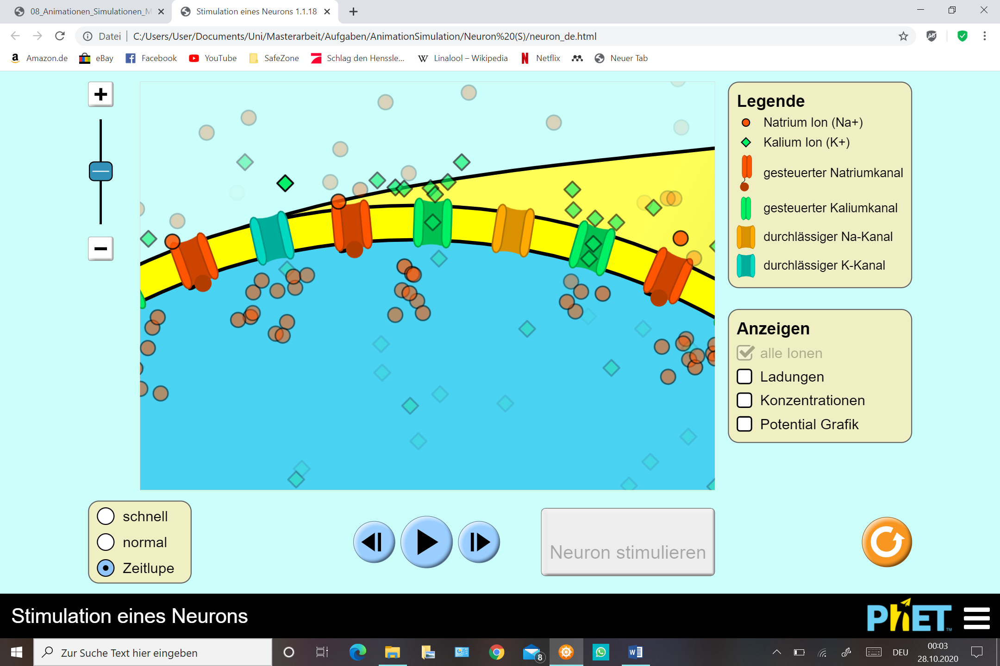 08_Animationen_Simulationen_M
Stimulation eines Neurons 1.1.18
Datei
C:/Users/User/Documents/Uni/Masterarbeit/Aufgaben/AnimationSimulation/Neuron%20(S)/neuron_de.html
Amazon.de
eBay
Facebook
YouTube
SafeZone
Schlag den Henssle...
Linalool – Wikipedia
Netflix
Neuer Tab
Legende
Natrium Ion (Na+)
Kalium Ion (K+)
gesteuerter Natriumkanal
gesteuerter Kaliumkanal
durchlässiger Na-Kanal
durchlässiger K-Kanal
Anzeigen
alle Ionen
Ladungen
Konzentrationen
Potential Grafik
schnell
normal
Zeitlupe
Neuron stimulieren
Stimulation eines Neurons
PhET™
Zur Suche Text hier eingeben
8
DEU
00:03
28.10.2020